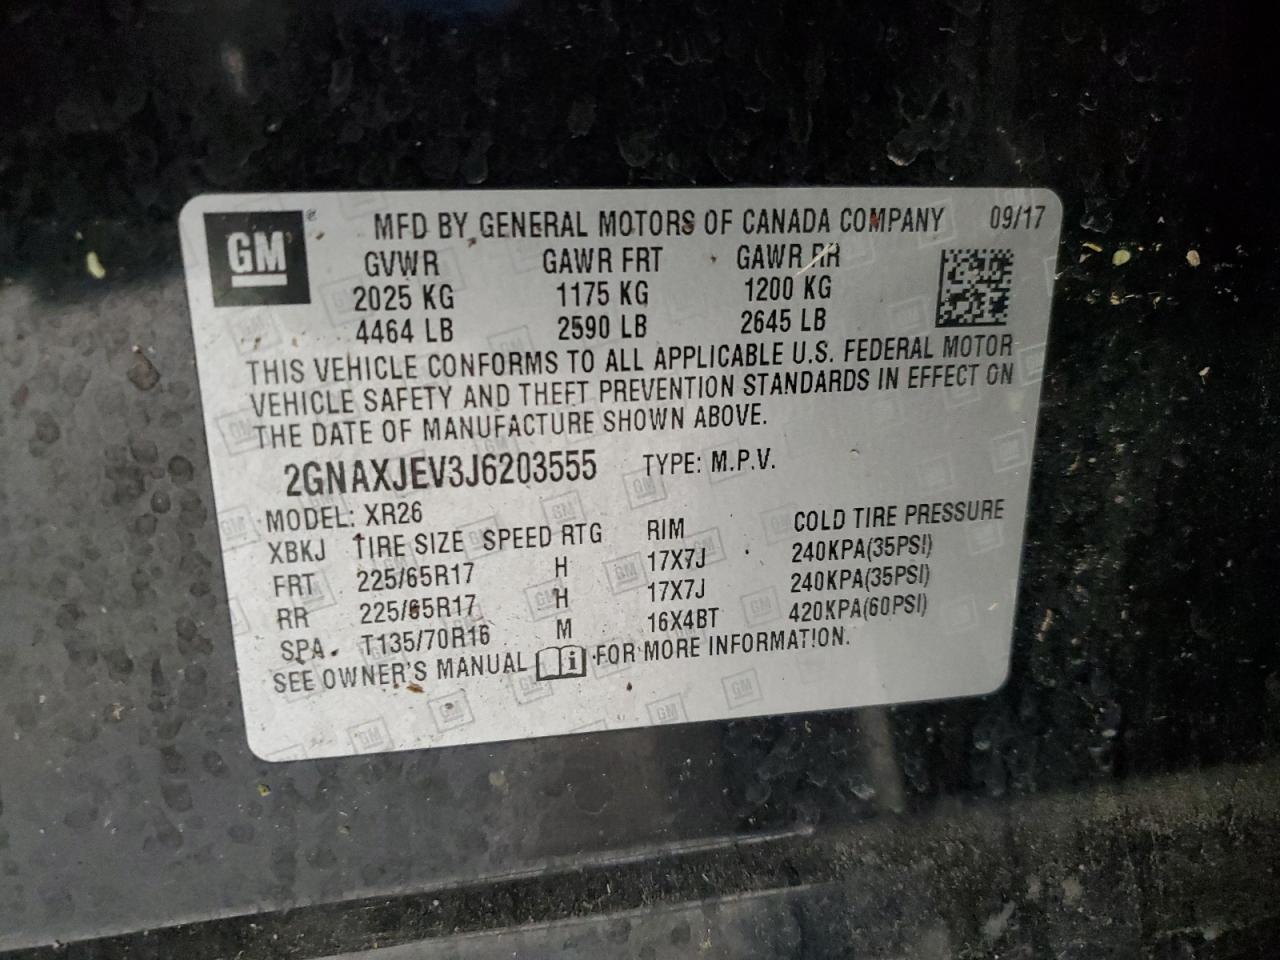 GM® MFD BY GENERAL MOTORS OF CANADA COMPANY 09/17
GVWR GAWR FRT GAWR RR
2025 KG 1175 KG 1200 KG
4464 LB 2590 LB 2645 LB
THIS VEHICLE CONFORMS TO ALL APPLICABLE U.S. FEDERAL MOTOR
VEHICLE SAFETY AND THEFT PREVENTION STANDARDS IN EFFECT ON
THE DATE OF MANUFACTURE SHOWN ABOVE.
2GNAXJEV3J6203555 TYPE: M.P.V.
MODEL: XR26
XBKJ TIRE SIZE SPEED RTG RIM COLD TIRE PRESSURE
FRT 225/65R17 H 17X7J 240KPA(35PSI)
RR 225/65R17 H 17X7J 240KPA(35PSI)
SPA T135/70R16 M 16X4BT 420KPA(60PSI)
SEE OWNER'S MANUAL FOR MORE INFORMATION.